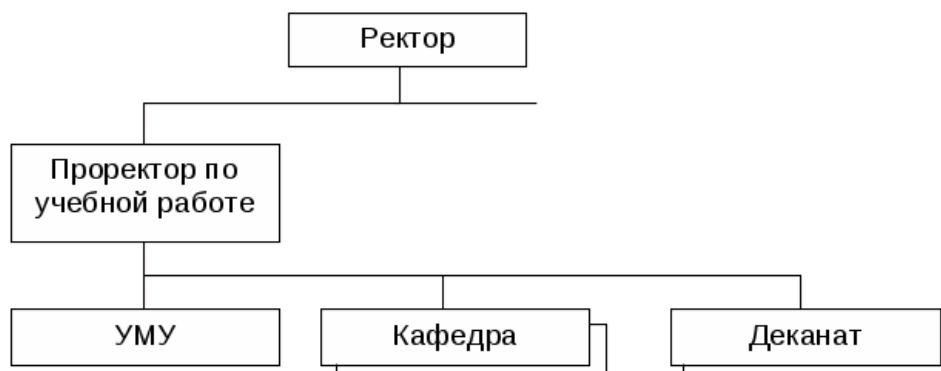 Ректор
Проректор по
учебной работе
УМУ
Кафедра
Деканат